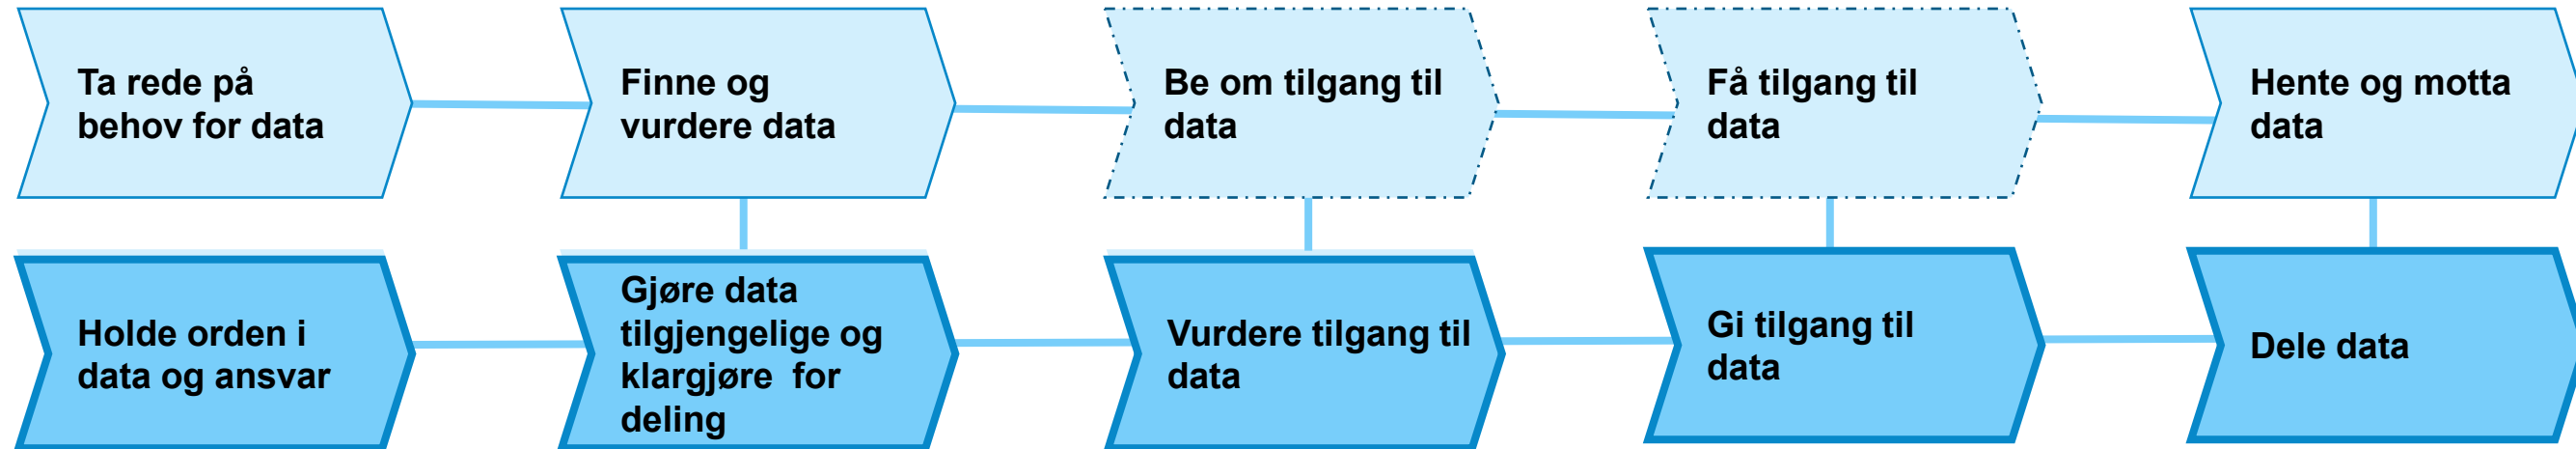 Ta rede på
behov for data
Finne og
vurdere data
Be om tilgang til
data
Få tilgang til
data
Hente og motta
data
Holde orden i
data og ansvar
Gjøre data
tilgjengelige og
klargjøre  for
deling
Vurdere tilgang til
data
Gi tilgang til
data
Dele data